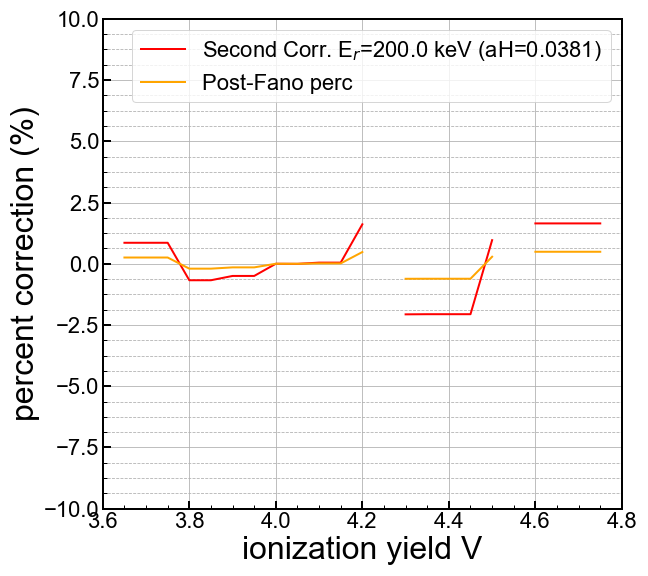 Second Corr. Er=200.0 keV (aH=0.0381)
Post-Fano perc
percent correction (%)
10.0
7.5
5.0
2.5
0.0
−2.5
−5.0
−7.5
−10.0
3.6 3.8 4.0 4.2 4.4 4.6 4.8
ionization yield V